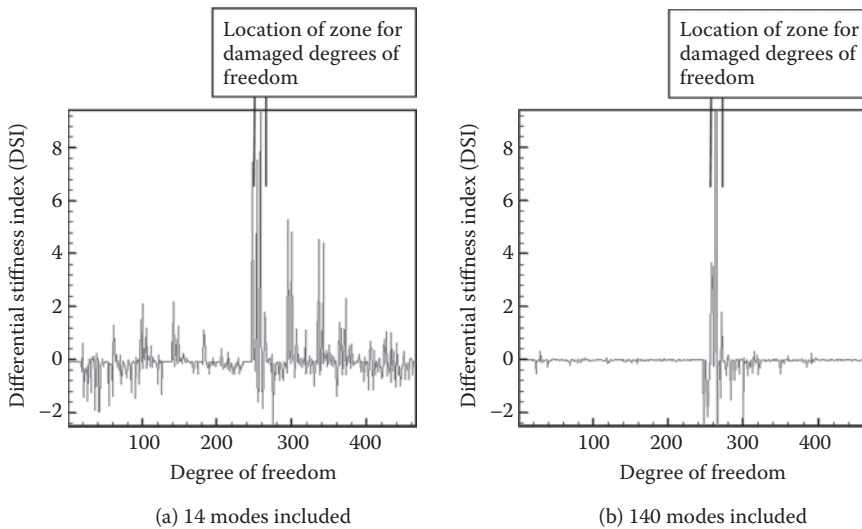 Location of zone for
damaged degrees of
freedom
Differential stiffness index (DSI)
8
6
4
2
0
−2
100
200
300
400
Degree of freedom
(a) 14 modes included
Location of zone for
damaged degrees of
freedom
Differential stiffness index (DSI)
8
6
4
2
0
−2
100
200
300
400
Degree of freedom
(b) 140 modes included